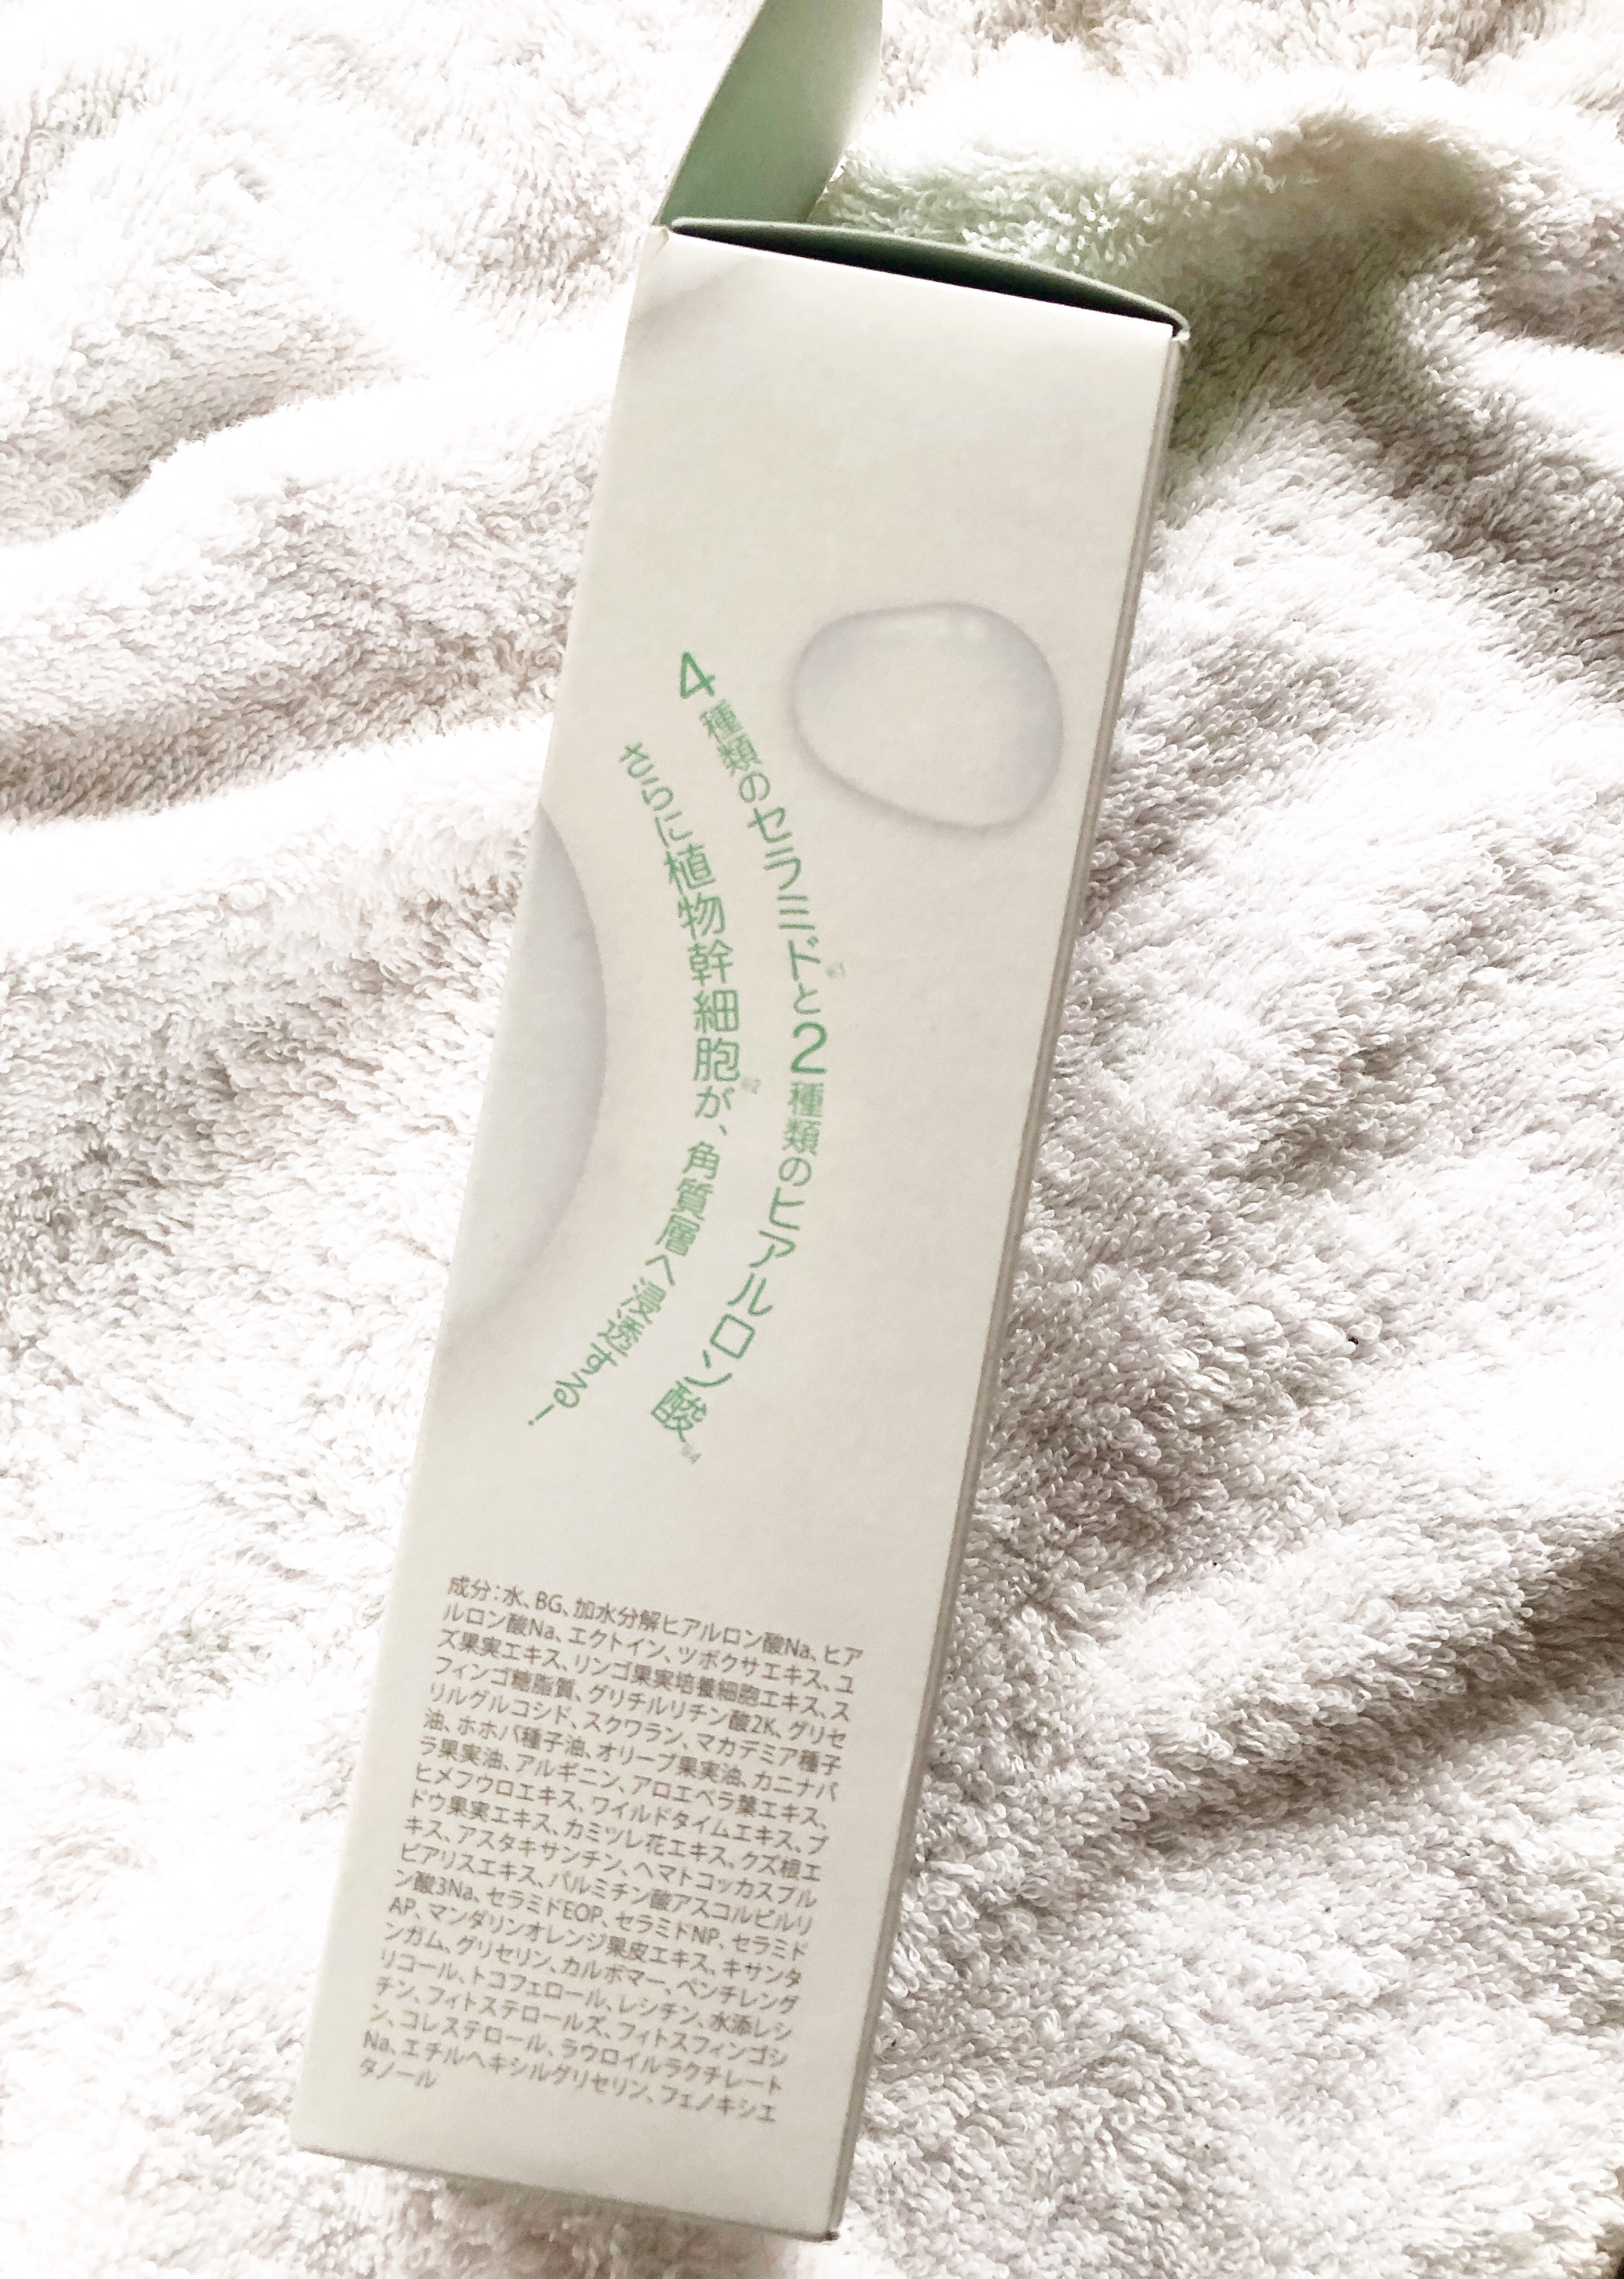 4種類のセラミド※1と2種類のヒアルロン酸※4
さらに植物幹細胞※2が、角質層へ浸透する!
成分:水、BG、加水分解ヒアルロン酸Na、ヒア
ルロン酸Na、エクトイン、ツボクサエキス、ユ
ズ果実エキス、リンゴ果実培養細胞エキス、ス
フィンゴ糖脂質、グリチルリチン酸2K、グリセ
リルグルコシド、スクワラン、マカデミア種子
油、ホホバ種子油、オリーブ果実油、カニナバ
ラ果実油、アルギニン、アロエベラ葉エキス、
ヒメフウロエキス、ワイルドタイムエキス、ブ
ドウ果実エキス、カミツレ花エキス、クズ根エ
キス、アスタキサンチン、ヘマトコッカスプル
ビアリスエキス、パルミチン酸アスコルビルリ
ン酸3Na、セラミドEOP、セラミドNP、セラミド
AP、マンダリンオレンジ果皮エキス、キサンタ
ンガム、グリセリン、カルボマー、ペンチレング
リコール、トコフェロール、レシチン、水添レシ
チン、フィトステロールズ、フィトスフィンゴシ
ン、コレステロール、ラウロイルラクチレート
Na、エチルヘキシルグリセリン、フェノキシエ
タノール